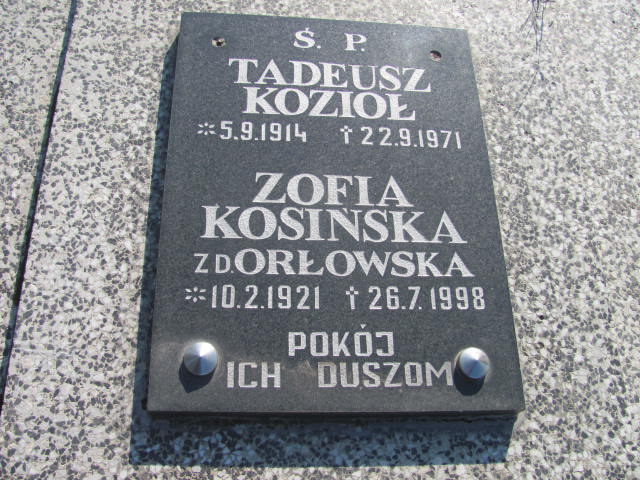 Ś. P.
TADEUSZ
KOZIOŁ
* 5.9.1914 † 22.9.1971
ZOFIA
KOSIŃSKA
Z D. ORŁOWSKA
* 10.2.1921 † 26.7.1998
POKÓJ
ICH DUSZOM